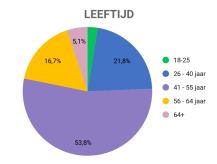 LEEFTIJD
5,1%
16,7%
21,8%
53,8%
18-25
26 - 40 jaar
41 - 55 jaar
56 - 64 jaar
64+